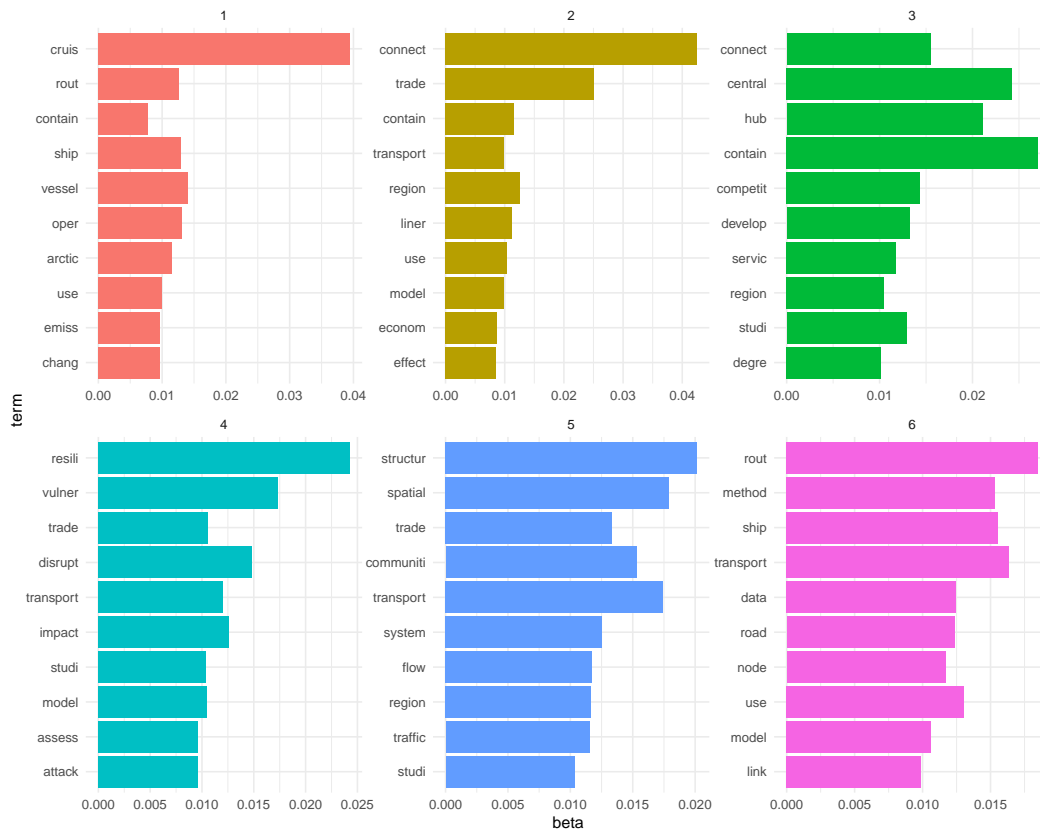 1
cruis
rout
contain
ship
vessel
oper
arctic
use
emiss
chang
0.00 0.01 0.02 0.03 0.04
2
connect
trade
contain
transport
region
liner
use
model
econom
effect
0.00 0.01 0.02 0.03 0.04
3
connect
central
hub
contain
competit
develop
servic
region
studi
degre
0.00 0.01 0.02
term
4
resili
vulner
trade
disrupt
transport
impact
studi
model
assess
attack
0.000 0.005 0.010 0.015 0.020 0.025
5
structur
spatial
trade
communiti
transport
system
flow
region
traffic
studi
0.000 0.005 0.010 0.015 0.020
6
rout
method
ship
transport
data
road
node
use
model
link
0.000 0.005 0.010 0.015
beta